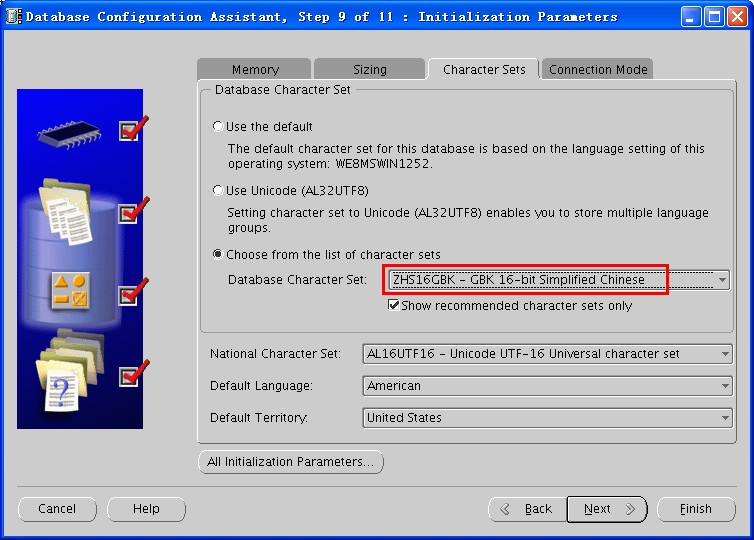 Database Configuration Assistant, Step 9 of 11 : Initialization Parameters
Memory
Sizing
Character Sets
Connection Mode
Database Character Set
Use the default
The default character set for this database is based on the language setting of this
operating system: WE8MSWIN1252.
Use Unicode (AL32UTF8)
Setting character set to Unicode (AL32UTF8) enables you to store multiple language
groups.
Choose from the list of character sets
Database Character Set: ZHS16GBK - GBK 16-bit Simplified Chinese
Show recommended character sets only
National Character Set: AL16UTF16 - Unicode UTF-16 Universal character set
Default Language: American
Default Territory: United States
All Initialization Parameters...
Cancel
Help
Back
Next
Finish